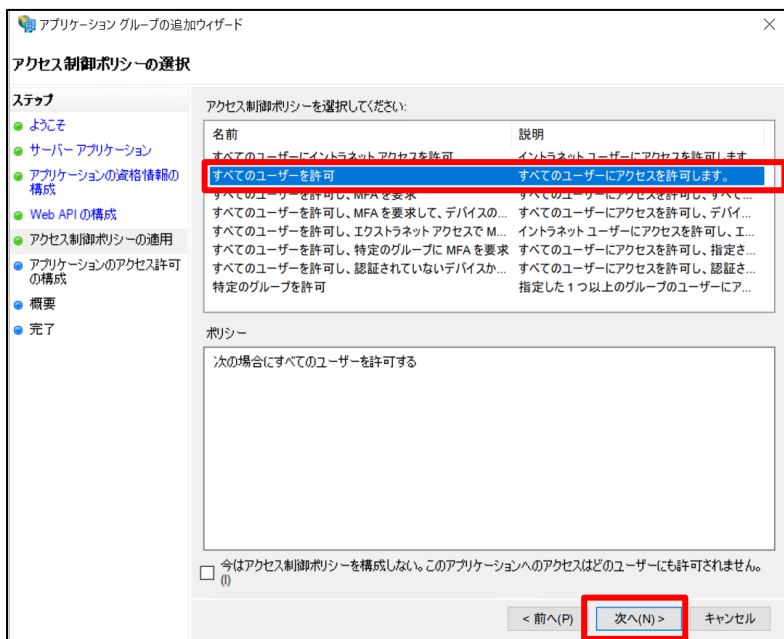 アプリケーション グループの追加ウィザード
アクセス制御ポリシーの選択
ステップ
ようこそ
サーバー アプリケーション
アプリケーションの資格情報の
構成
Web API の構成
アクセス制御ポリシーの適用
アプリケーションのアクセス許可
の構成
概要
完了
アクセス制御ポリシーを選択してください:
名前 説明
すべてのユーザーにイントラネット アクセスを許可 イントラネット ユーザーにアクセスを許可します
すべてのユーザーを許可 すべてのユーザーにアクセスを許可します。
すべてのユーザーを許可し、MFA を要求 すべてのユーザーにアクセスを許可し、すべて...
すべてのユーザーを許可し、MFA を要求して、デバイスの... すべてのユーザーにアクセスを許可し、デバイ...
すべてのユーザーを許可し、エクストラネット アクセスで M... イントラネット ユーザーにアクセスを許可し、エ...
すべてのユーザーを許可し、特定のグループに MFA を要求 すべてのユーザーにアクセスを許可し、指定さ...
すべてのユーザーを許可し、認証されていないデバイスか... すべてのユーザーにアクセスを許可し、認証さ...
特定のグループを許可 指定した 1 つ以上のグループのユーザーにア...
ポリシー
次の場合にすべてのユーザーを許可する
今はアクセス制御ポリシーを構成しない。このアプリケーションへのアクセスはどのユーザーにも許可されません。
(I)
< 前へ(P) 次へ(N) > キャンセル